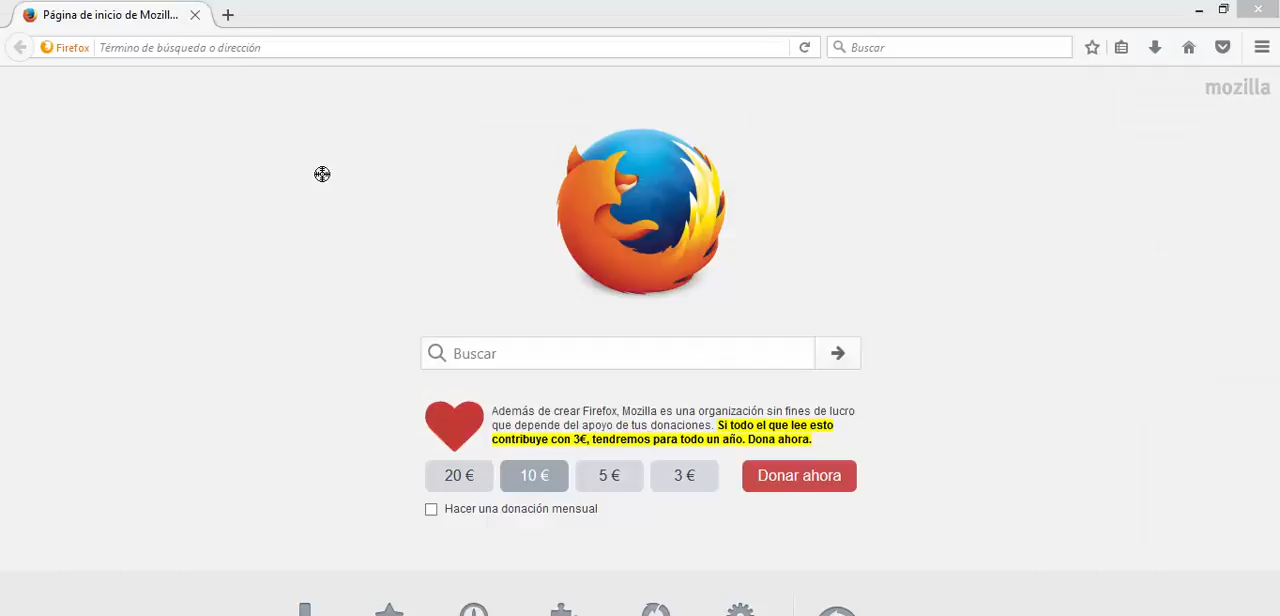 Página de inicio de Mozill...
Firefox
Término de búsqueda o dirección
Buscar
mozilla
Buscar
Además de crear Firefox, Mozilla es una organización sin fines de lucro
que depende del apoyo de tus donaciones. Si todo el que lee esto
contribuye con 3€, tendremos para todo un año. Dona ahora.
20 € 10 € 5 € 3 € Donar ahora
Hacer una donación mensual